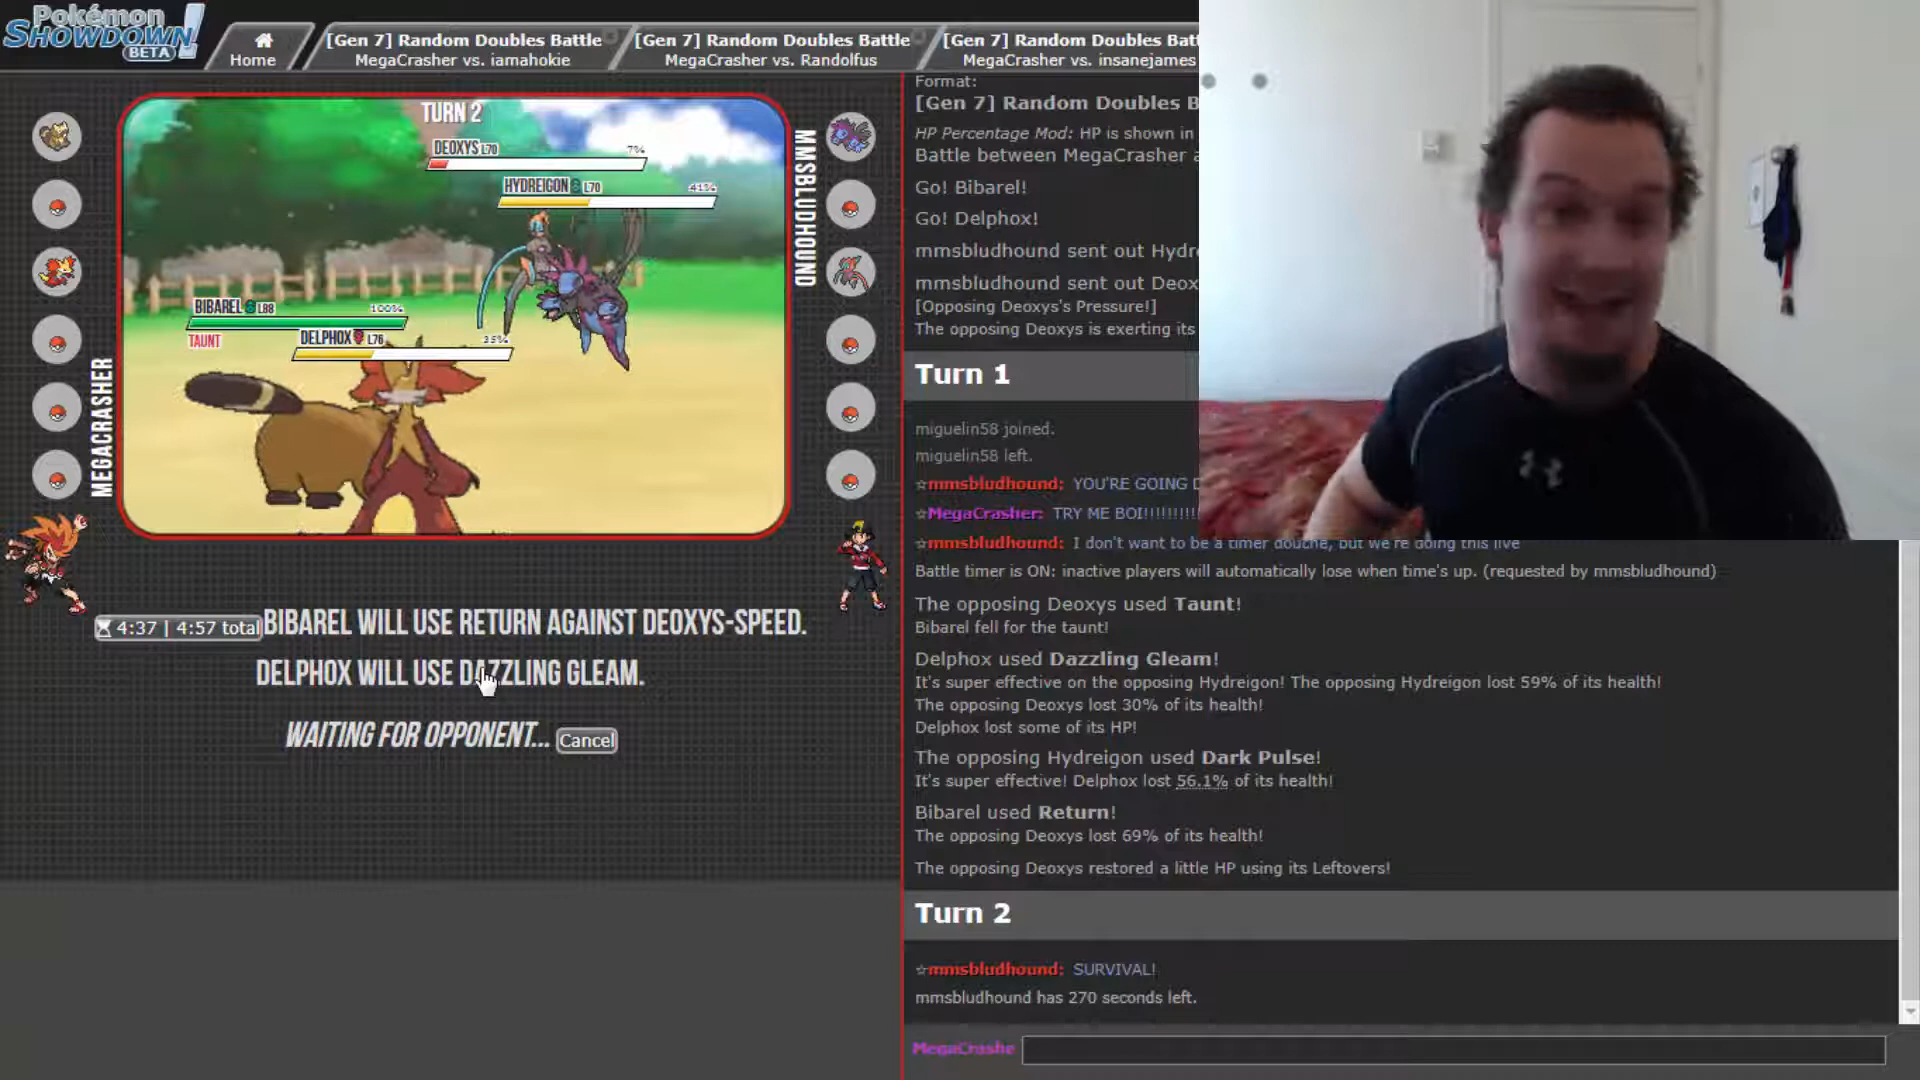 Pokémon
SHOWDOWN!
BETA
Home
[Gen 7] Random Doubles Battle
MegaCrasher vs. iamahokie
[Gen 7] Random Doubles Battle
MegaCrasher vs. Randolfus
[Gen 7] Random Doubles Batt
MegaCrasher vs. insanejames
TURN 2
DEOXYS L70
7%
HYDREIGON L70
41%
BIBAREL L88
100%
TAUNT
DELPHOX L76
35%
MEGACRASHER
MMSBLUDHOUND
4:37 | 4:57 total
BIBAREL WILL USE RETURN AGAINST DEOXYS-SPEED.
DELPHOX WILL USE DAZZLING GLEAM.
WAITING FOR OPPONENT... Cancel
Format:
[Gen 7] Random Doubles B
HP Percentage Mod: HP is shown in
Battle between MegaCrasher a
Go! Bibarel!
Go! Delphox!
mmsbludhound sent out Hydre
mmsbludhound sent out Deox
[Opposing Deoxys's Pressure!]
The opposing Deoxys is exerting its
Turn 1
miguelin58 joined.
miguelin58 left.
☆mmsbludhound: YOU'RE GOING D
☆MegaCrasher: TRY ME BOI!!!!!!!!!!
☆mmsbludhound: I don't want to be a timer douche, but we're doing this live
Battle timer is ON: inactive players will automatically lose when time's up. (requested by mmsbludhound)
The opposing Deoxys used Taunt!
Bibarel fell for the taunt!
Delphox used Dazzling Gleam!
It's super effective on the opposing Hydreigon! The opposing Hydreigon lost 59% of its health!
The opposing Deoxys lost 30% of its health!
Delphox lost some of its HP!
The opposing Hydreigon used Dark Pulse!
It's super effective! Delphox lost 56.1% of its health!
Bibarel used Return!
The opposing Deoxys lost 69% of its health!
The opposing Deoxys restored a little HP using its Leftovers!
Turn 2
☆mmsbludhound: SURVIVAL!
mmsbludhound has 270 seconds left.
MegaCrashe